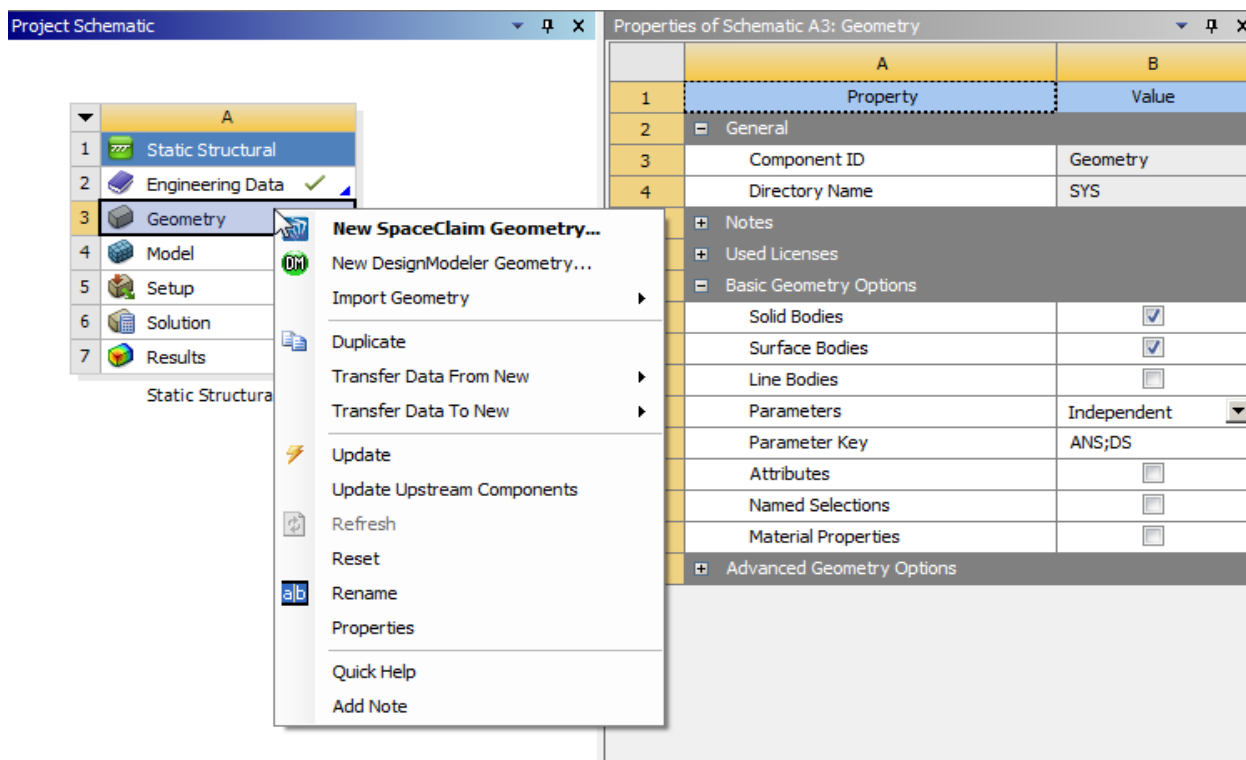 Project Schematic
A
1 Static Structural
2 Engineering Data
3 Geometry
4 Model
5 Setup
6 Solution
7 Results
Static Structura
New SpaceClaim Geometry...
DM New DesignModeler Geometry...
Import Geometry
Duplicate
Transfer Data From New
Transfer Data To New
Update
Update Upstream Components
Refresh
Reset
a|b Rename
Properties
Quick Help
Add Note
Properties of Schematic A3: Geometry
A B
1 Property Value
2 General
3 Component ID Geometry
4 Directory Name SYS
Notes
Used Licenses
Basic Geometry Options
Solid Bodies
Surface Bodies
Line Bodies
Parameters Independent
Parameter Key ANS;DS
Attributes
Named Selections
Material Properties
Advanced Geometry Options